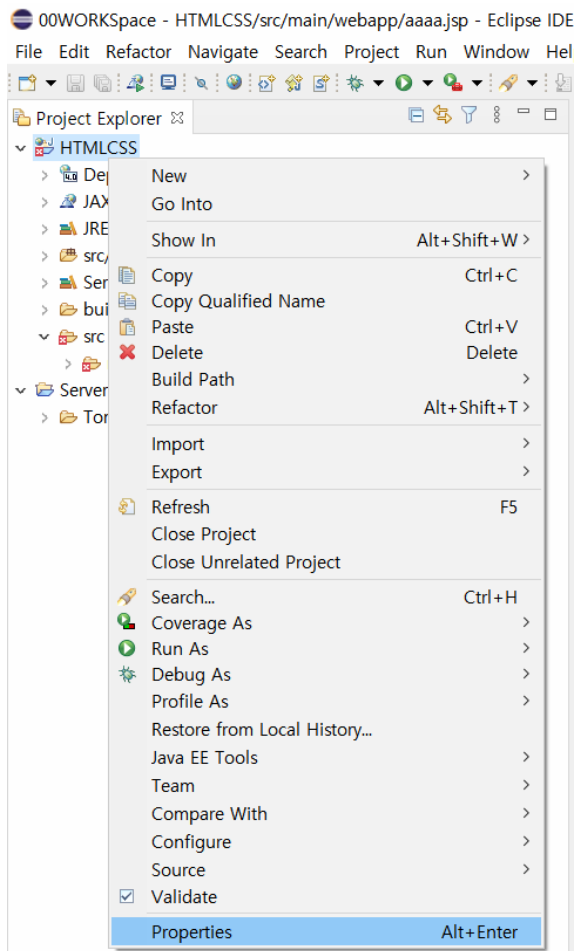 00WORKSpace - HTMLCSS/src/main/webapp/aaaa.jsp - Eclipse IDE
File Edit Refactor Navigate Search Project Run Window Hel
Project Explorer
HTMLCSS
De
JAX
JRE
src/
Ser
bui
src
Server
Tor
New
Go Into
Show In Alt+Shift+W >
Copy Ctrl+C
Copy Qualified Name
Paste Ctrl+V
Delete Delete
Build Path
Refactor Alt+Shift+T >
Import
Export
Refresh F5
Close Project
Close Unrelated Project
Search... Ctrl+H
Coverage As
Run As
Debug As
Profile As
Restore from Local History...
Java EE Tools
Team
Compare With
Configure
Source
Validate
Properties Alt+Enter